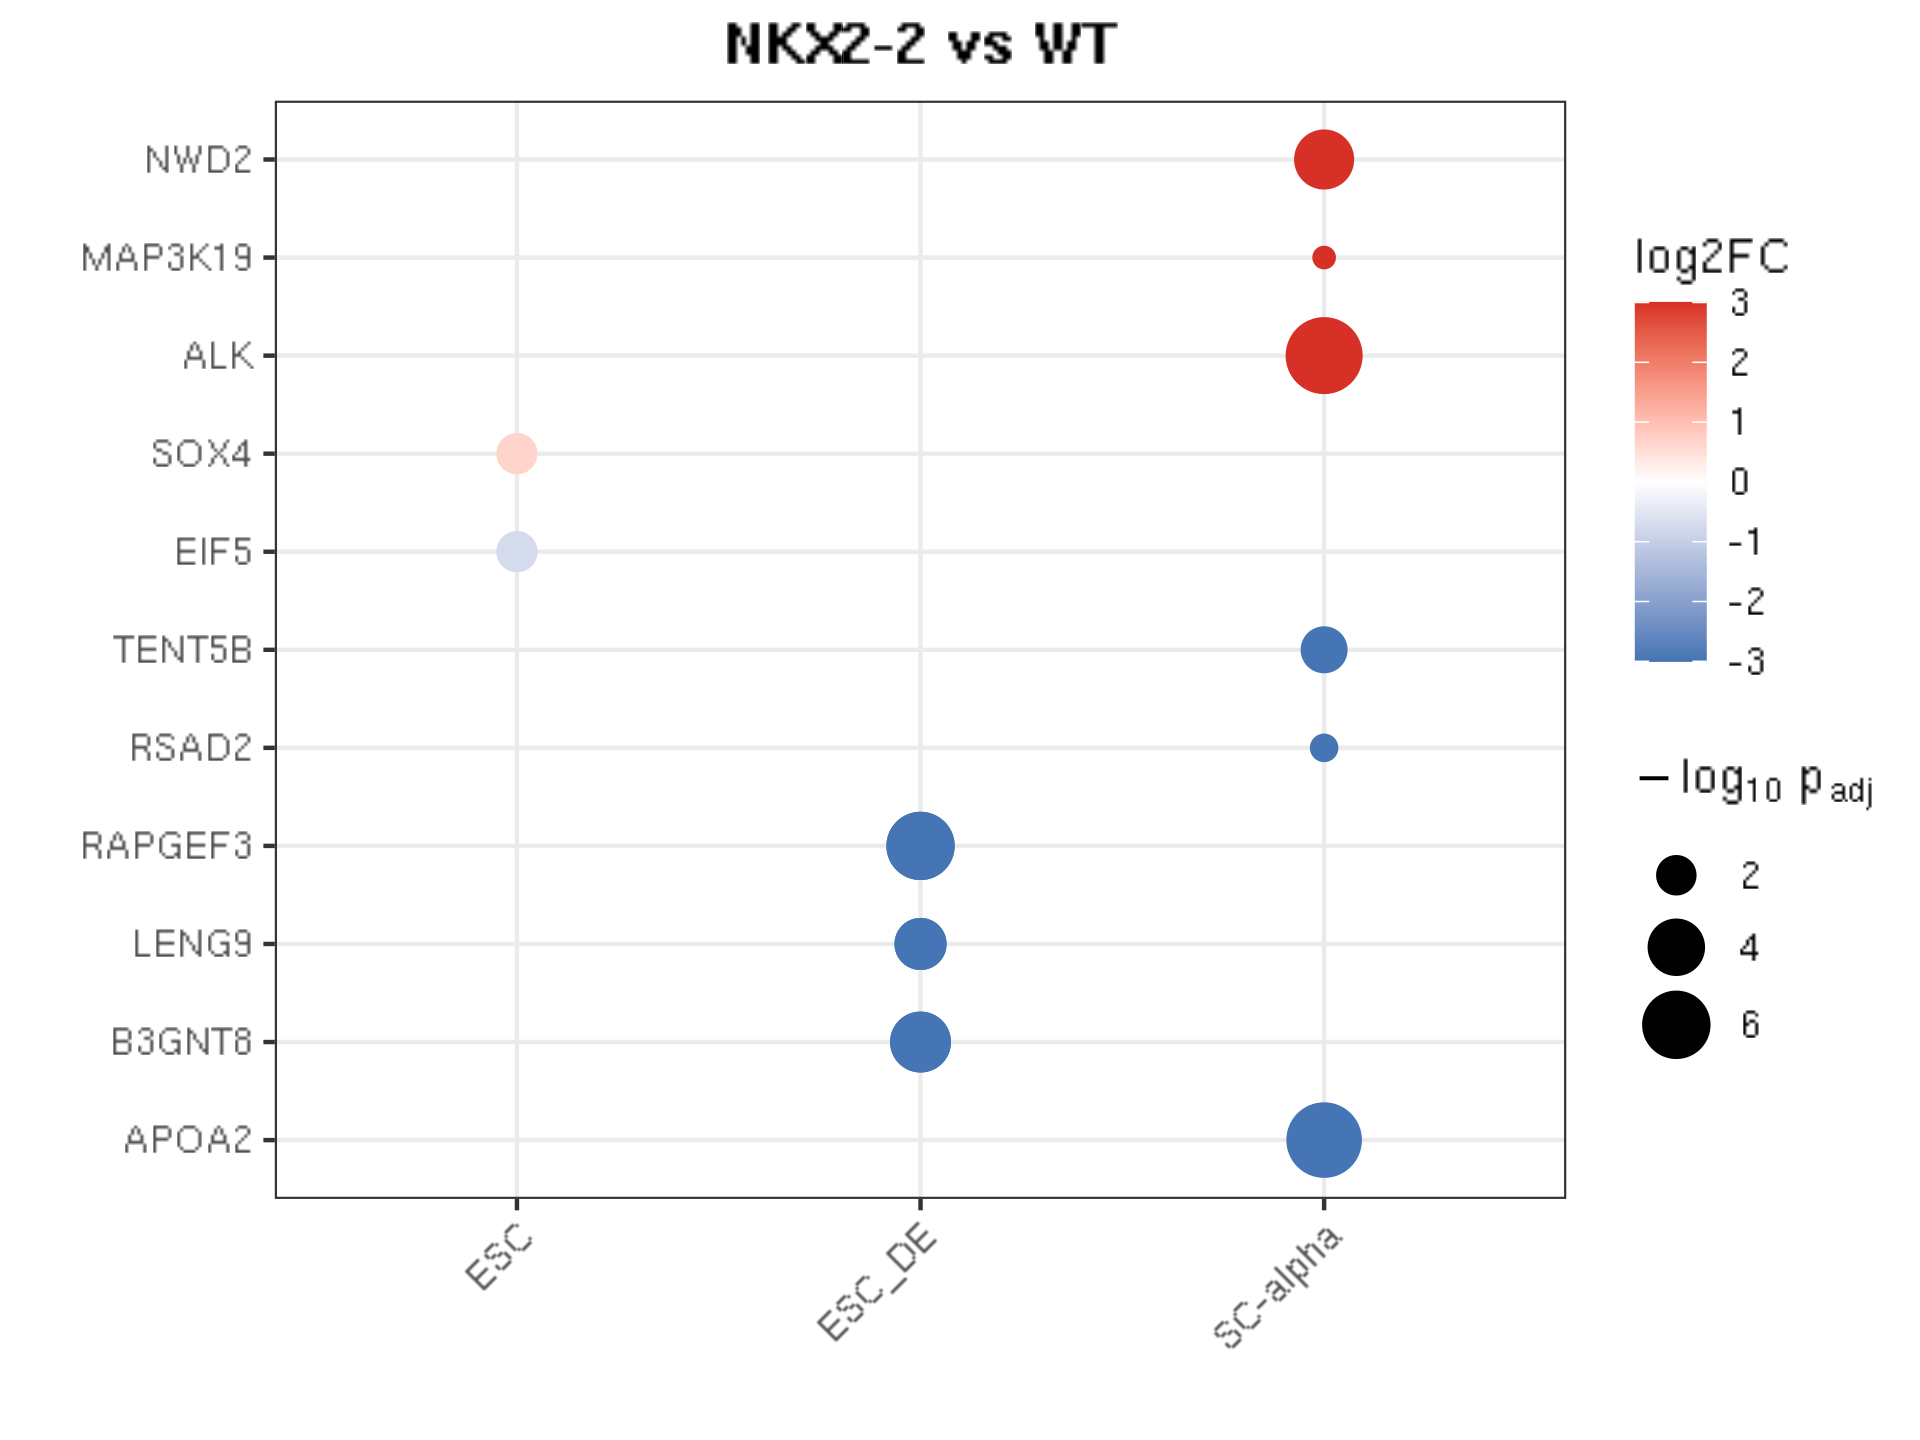 NKX2-2 vs WT
NWD2
MAP3K19
ALK
SOX4
EIF5
TENT5B
RSAD2
RAPGEF3
LENG9
B3GNT8
APOA2
ESC
ESC_DE
SC-alpha
log2FC
3
2
1
0
-1
-2
-3
− log10 p adj
2
4
6